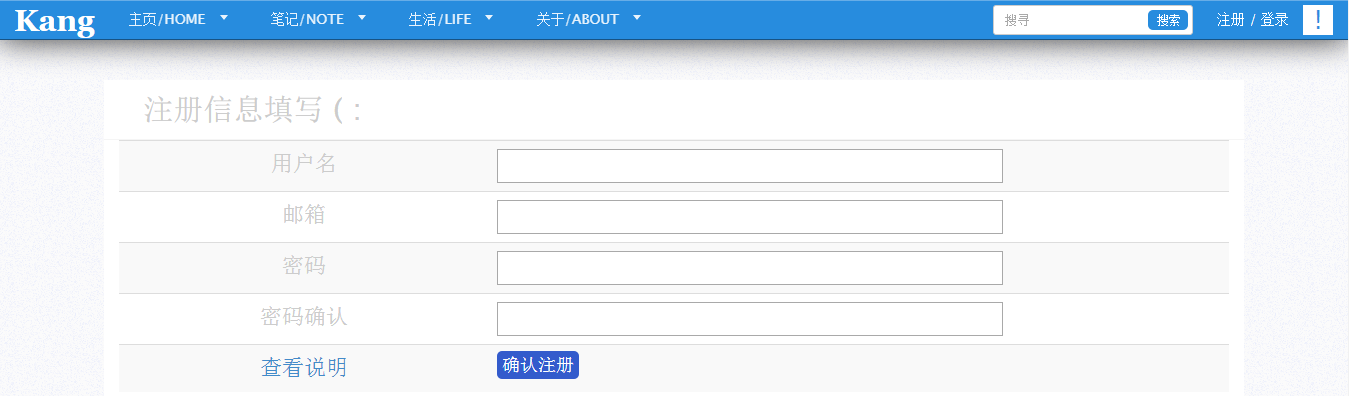 Kang 主页/HOME 笔记/NOTE 生活/LIFE 关于/ABOUT 搜寻 搜索 注册 / 登录 !
注册信息填写 ( :
用户名
邮箱
密码
密码确认
查看说明 确认注册